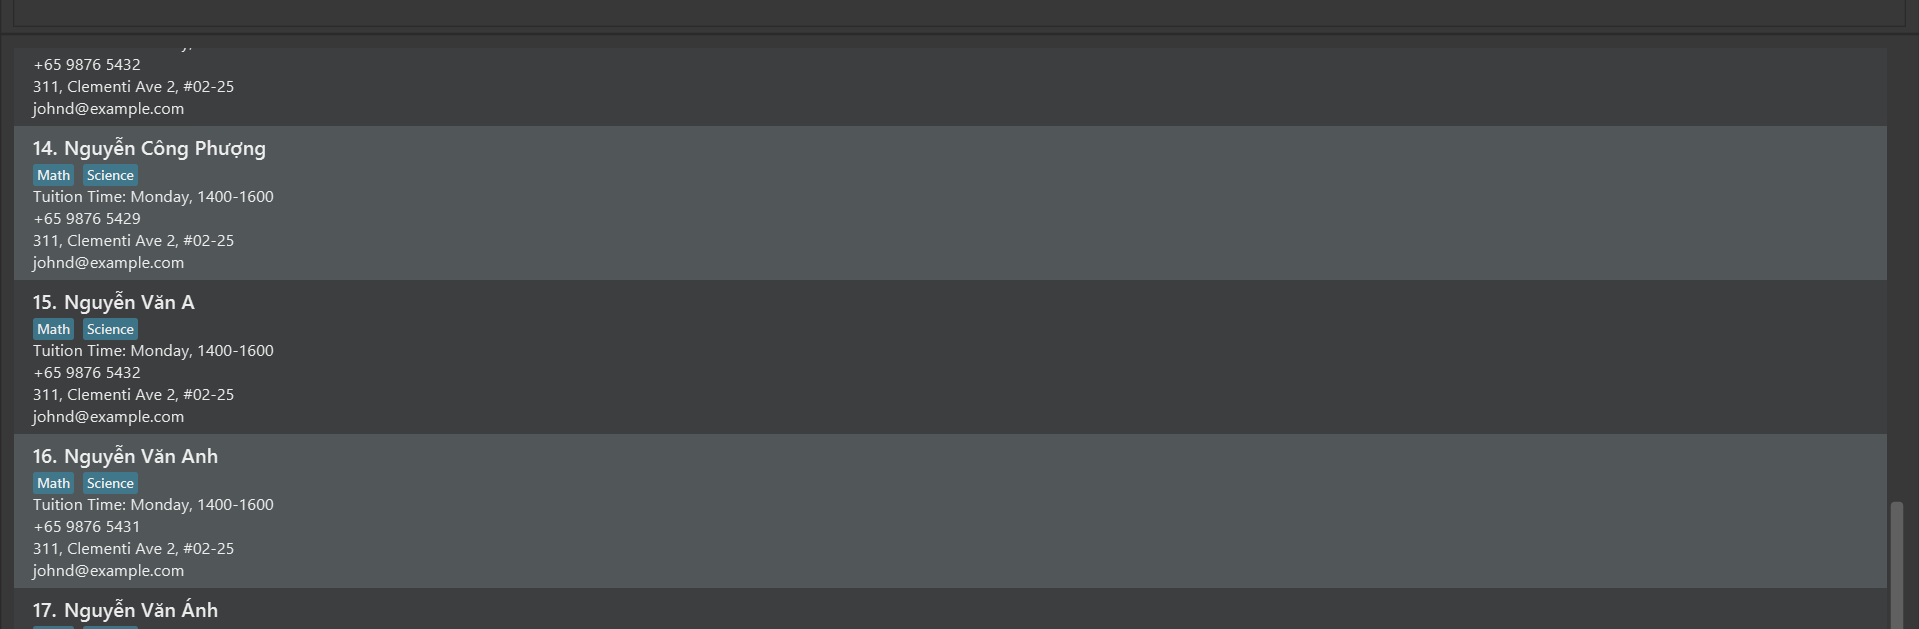 +65 9876 5432
311, Clementi Ave 2, #02-25
johnd@example.com
14. Nguyễn Công Phượng
Math Science
Tuition Time: Monday, 1400-1600
+65 9876 5429
311, Clementi Ave 2, #02-25
johnd@example.com
15. Nguyễn Văn A
Math Science
Tuition Time: Monday, 1400-1600
+65 9876 5432
311, Clementi Ave 2, #02-25
johnd@example.com
16. Nguyễn Văn Anh
Math Science
Tuition Time: Monday, 1400-1600
+65 9876 5431
311, Clementi Ave 2, #02-25
johnd@example.com
17. Nguyễn Văn Ánh